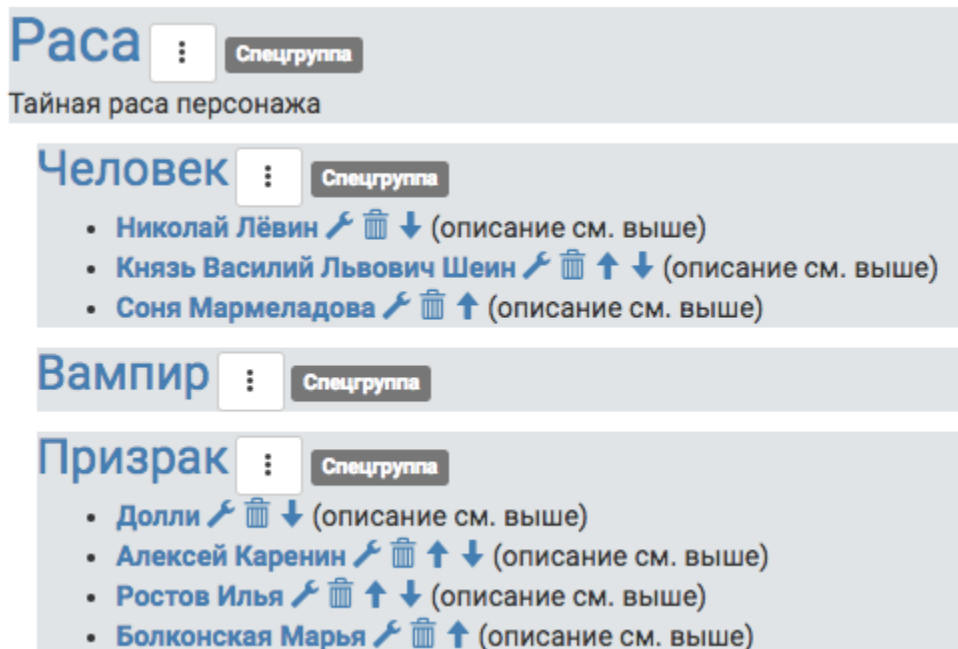 Раса Спецгруппа
Тайная раса персонажа
Человек Спецгруппа
Николай Лёвин (описание см. выше)
Князь Василий Львович Шеин (описание см. выше)
Соня Мармеладова (описание см. выше)
Вампир Спецгруппа
Призрак Спецгруппа
Долли (описание см. выше)
Алексей Каренин (описание см. выше)
Ростов Илья (описание см. выше)
Болконская Марья (описание см. выше)